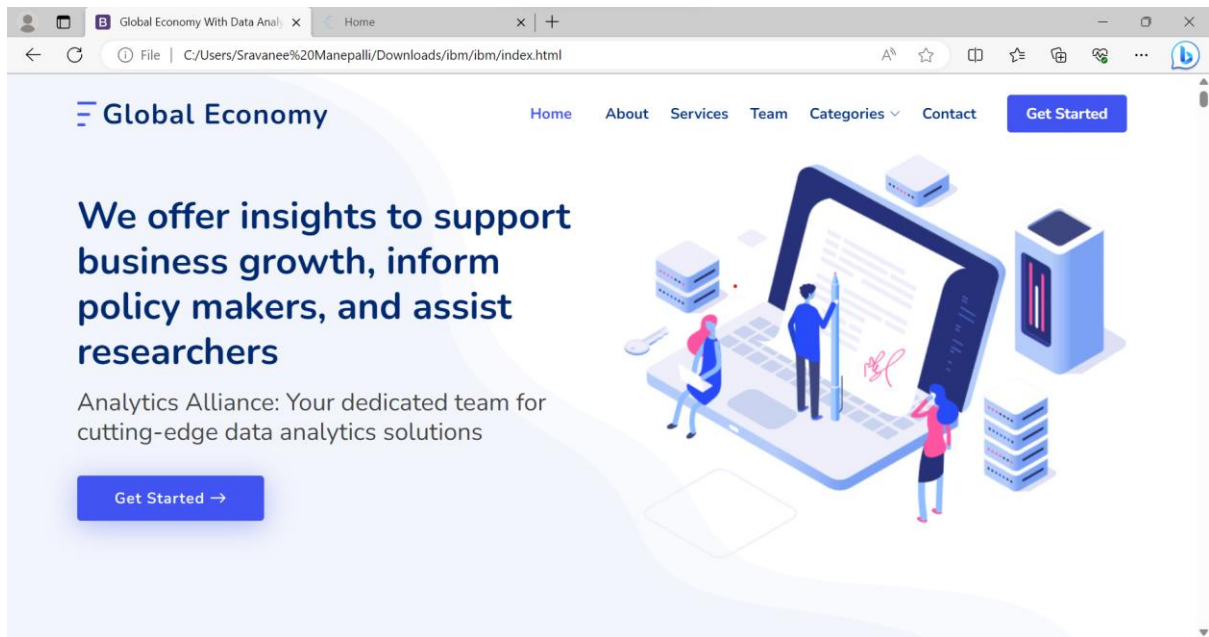 B Global Economy With Data Analy Home
File C:/Users/Sravanee%20Manepalli/Downloads/ibm/ibm/index.html
Global Economy
Home About Services Team Categories Contact Get Started
We offer insights to support
business growth, inform
policy makers, and assist
researchers
Analytics Alliance: Your dedicated team for
cutting-edge data analytics solutions
Get Started →